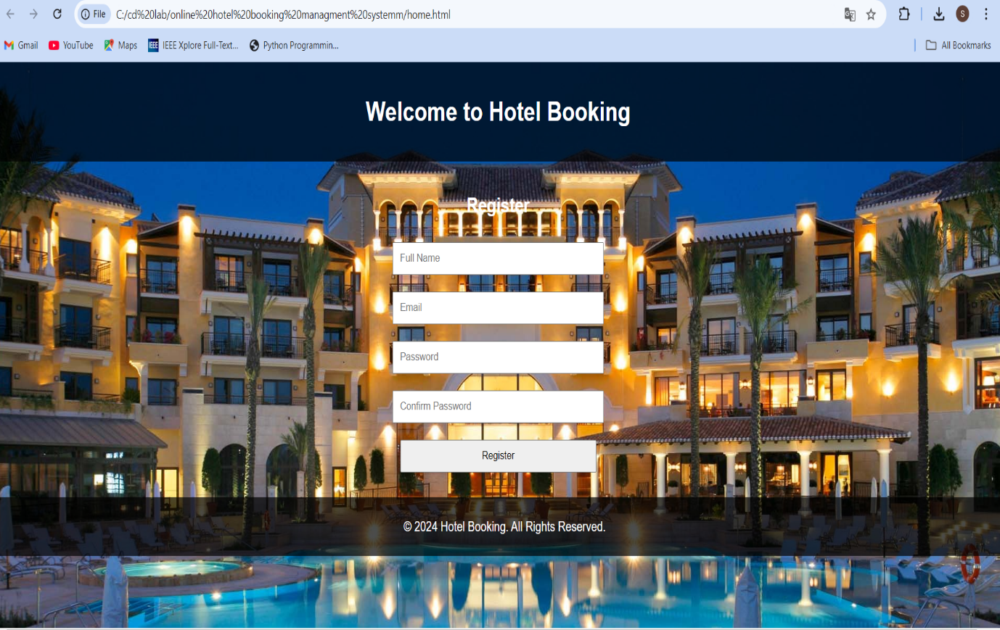 File C:/cd%20lab/online%20hotel%20booking%20managment%20systemm/home.html S
Gmail YouTube Maps IEEE IEEE Xplore Full-Text... Python Programmin... All Bookmarks
Welcome to Hotel Booking
Register
Full Name
Email
Password
Confirm Password
Register
© 2024 Hotel Booking. All Rights Reserved.